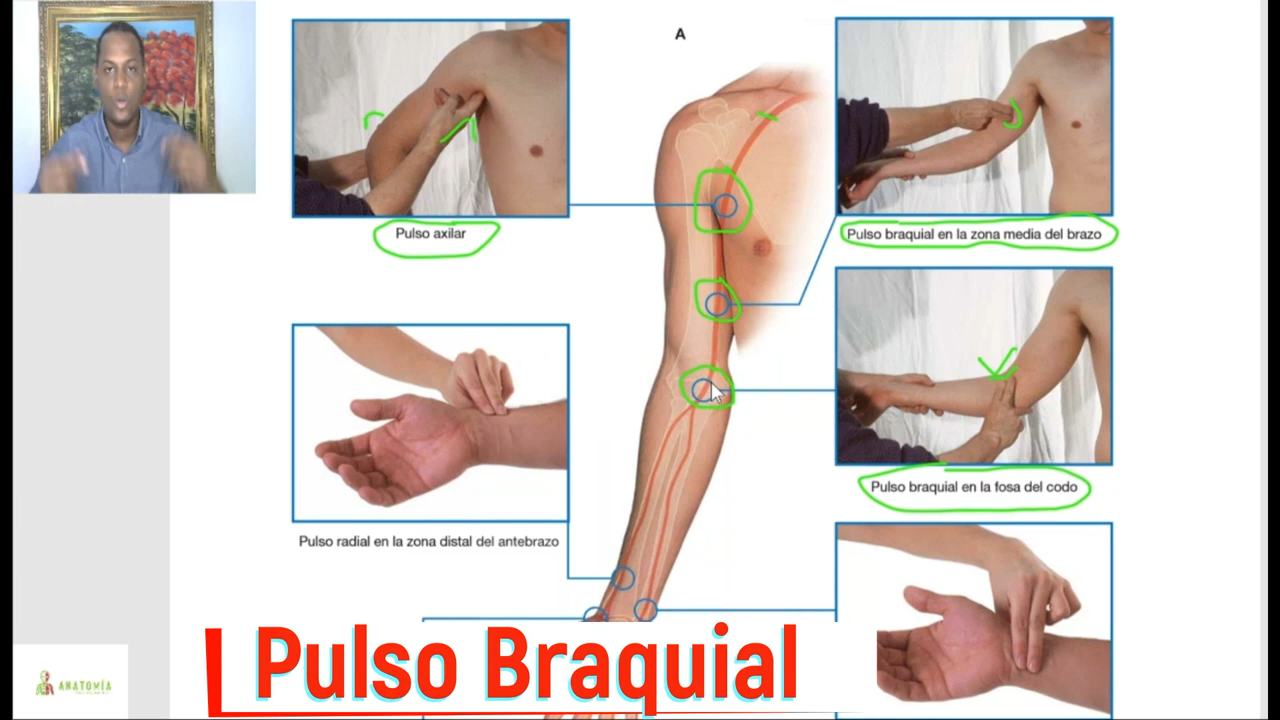 A
Pulso axilar
Pulso braquial en la zona media del brazo
Pulso braquial en la fosa del codo
Pulso radial en la zona distal del antebrazo
Pulso Braquial
ANATOMÍA